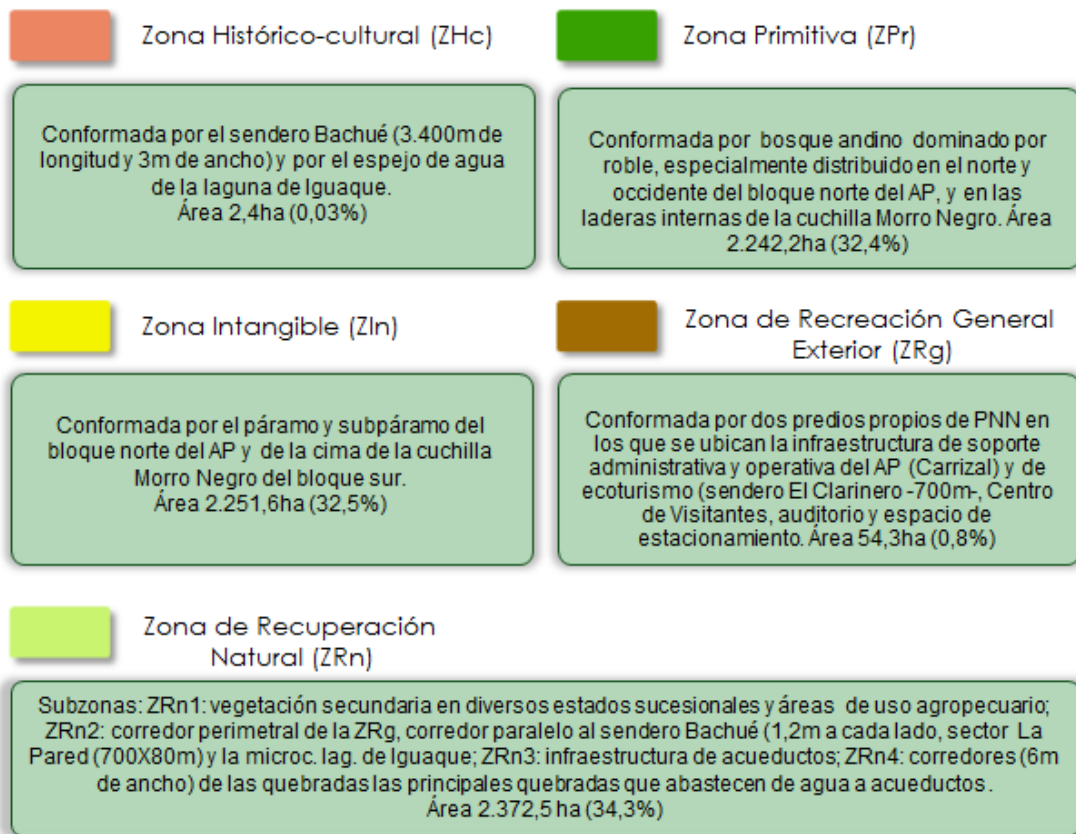 Zona Histórico-cultural (ZHc)
Conformada por el sendero Bachué (3.400m de
longitud y 3m de ancho) y por el espejo de agua
de la laguna de Iguaque.
Área 2,4ha (0,03%)
Zona Primitiva (ZPr)
Conformada por bosque andino dominado por
roble, especialmente distribuido en el norte y
occidente del bloque norte del AP, y en las
laderas internas de la cuchilla Morro Negro. Área
2.242,2ha (32,4%)
Zona Intangible (ZIn)
Conformada por el páramo y subpáramo del
bloque norte del AP y de la cima de la cuchilla
Morro Negro del bloque sur.
Área 2.251,6ha (32,5%)
Zona de Recreación General
Exterior (ZRg)
Conformada por dos predios propios de PNN en
los que se ubican la infraestructura de soporte
administrativa y operativa del AP (Carrizal) y de
ecoturismo (sendero El Clarinero -700m-, Centro
de Visitantes, auditorio y espacio de
estacionamiento. Área 54,3ha (0,8%)
Zona de Recuperación
Natural (ZRn)
Subzonas: ZRn1: vegetación secundaria en diversos estados sucesionales y áreas de uso agropecuario;
ZRn2: corredor perimetral de la ZRg, corredor paralelo al sendero Bachué (1,2m a cada lado, sector La
Pared (700X80m) y la microc. lag. de Iguaque; ZRn3: infraestructura de acueductos; ZRn4: corredores (6m
de ancho) de las quebradas las principales quebradas que abastecen de agua a acueductos.
Área 2.372,5 ha (34,3%)